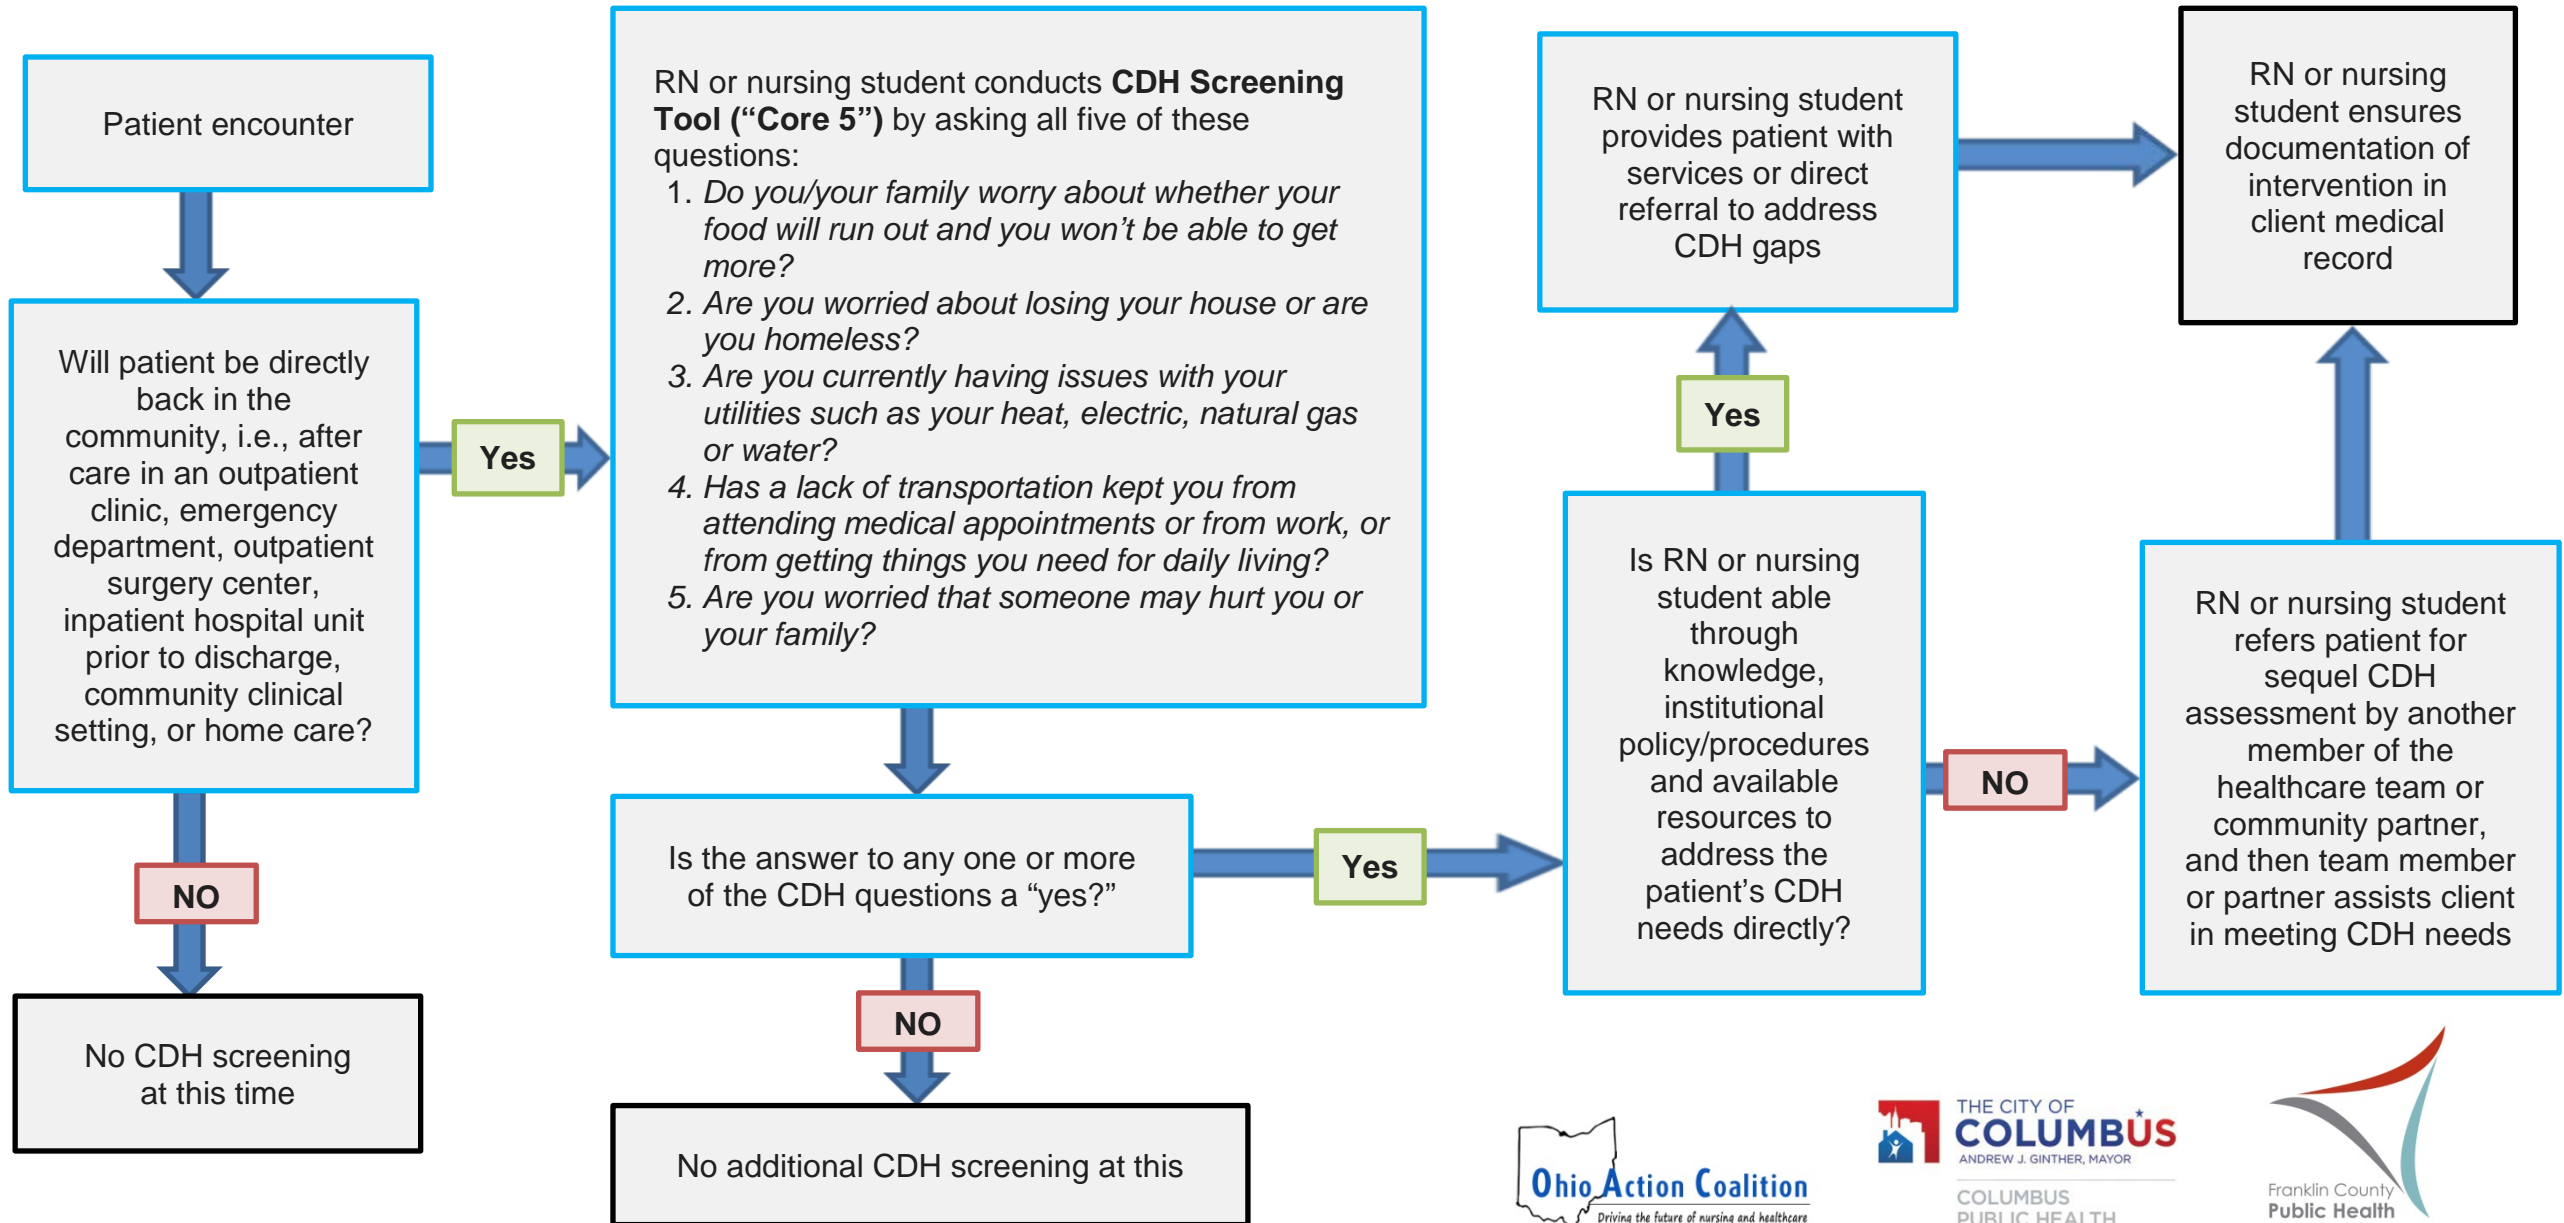 Patient encounter
Will patient be directly
back in the
community, i.e., after
care in an outpatient
clinic, emergency
department, outpatient
surgery center,
inpatient hospital unit
prior to discharge,
community clinical
setting, or home care?
NO
No CDH screening
at this time
Yes
RN or nursing student conducts CDH Screening
Tool (“Core 5”) by asking all five of these
questions:
1. Do you/your family worry about whether your
food will run out and you won’t be able to get
more?
2. Are you worried about losing your house or are
you homeless?
3. Are you currently having issues with your
utilities such as your heat, electric, natural gas
or water?
4. Has a lack of transportation kept you from
attending medical appointments or from work, or
from getting things you need for daily living?
5. Are you worried that someone may hurt you or
your family?
Is the answer to any one or more
of the CDH questions a “yes?”
NO
No additional CDH screening at this
Yes
Is RN or nursing
student able
through
knowledge,
institutional
policy/procedures
and available
resources to
address the
patient’s CDH
needs directly?
Yes
RN or nursing student
provides patient with
services or direct
referral to address
CDH gaps
NO
RN or nursing student
refers patient for
sequel CDH
assessment by another
member of the
healthcare team or
community partner,
and then team member
or partner assists client
in meeting CDH needs
RN or nursing
student ensures
documentation of
intervention in
client medical
record
Ohio Action Coalition
Driving the future of nursing and healthcare
THE CITY OF
COLUMBUS
ANDREW J. GINTHER, MAYOR
COLUMBUS
PUBLIC HEALTH
Franklin County
Public Health